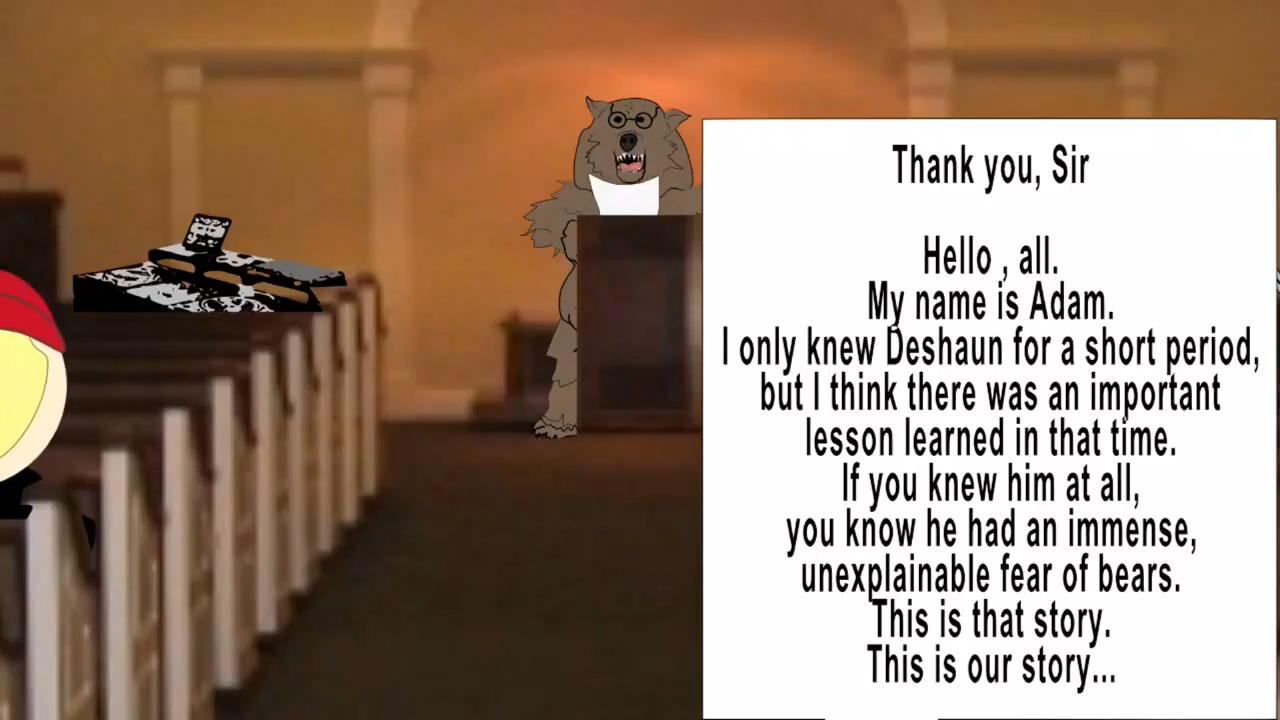 Thank you, Sir
Hello , all.
My name is Adam.
I only knew Deshaun for a short period,
but I think there was an important
lesson learned in that time.
If you knew him at all,
you know he had an immense,
unexplainable fear of bears.
This is that story.
This is our story...